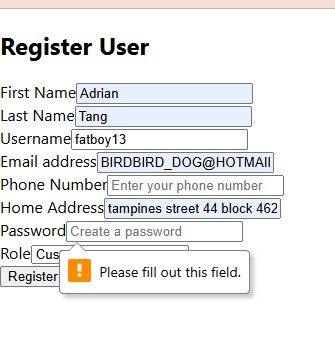 Register User
First Name Adrian
Last Name Tang
Username fatboy13
Email address BIRDBIRD_DOG@HOTMAIL
Phone Number Enter your phone number
Home Address tampines street 44 block 462
Password Create a password
Role Cus
Register
Please fill out this field.